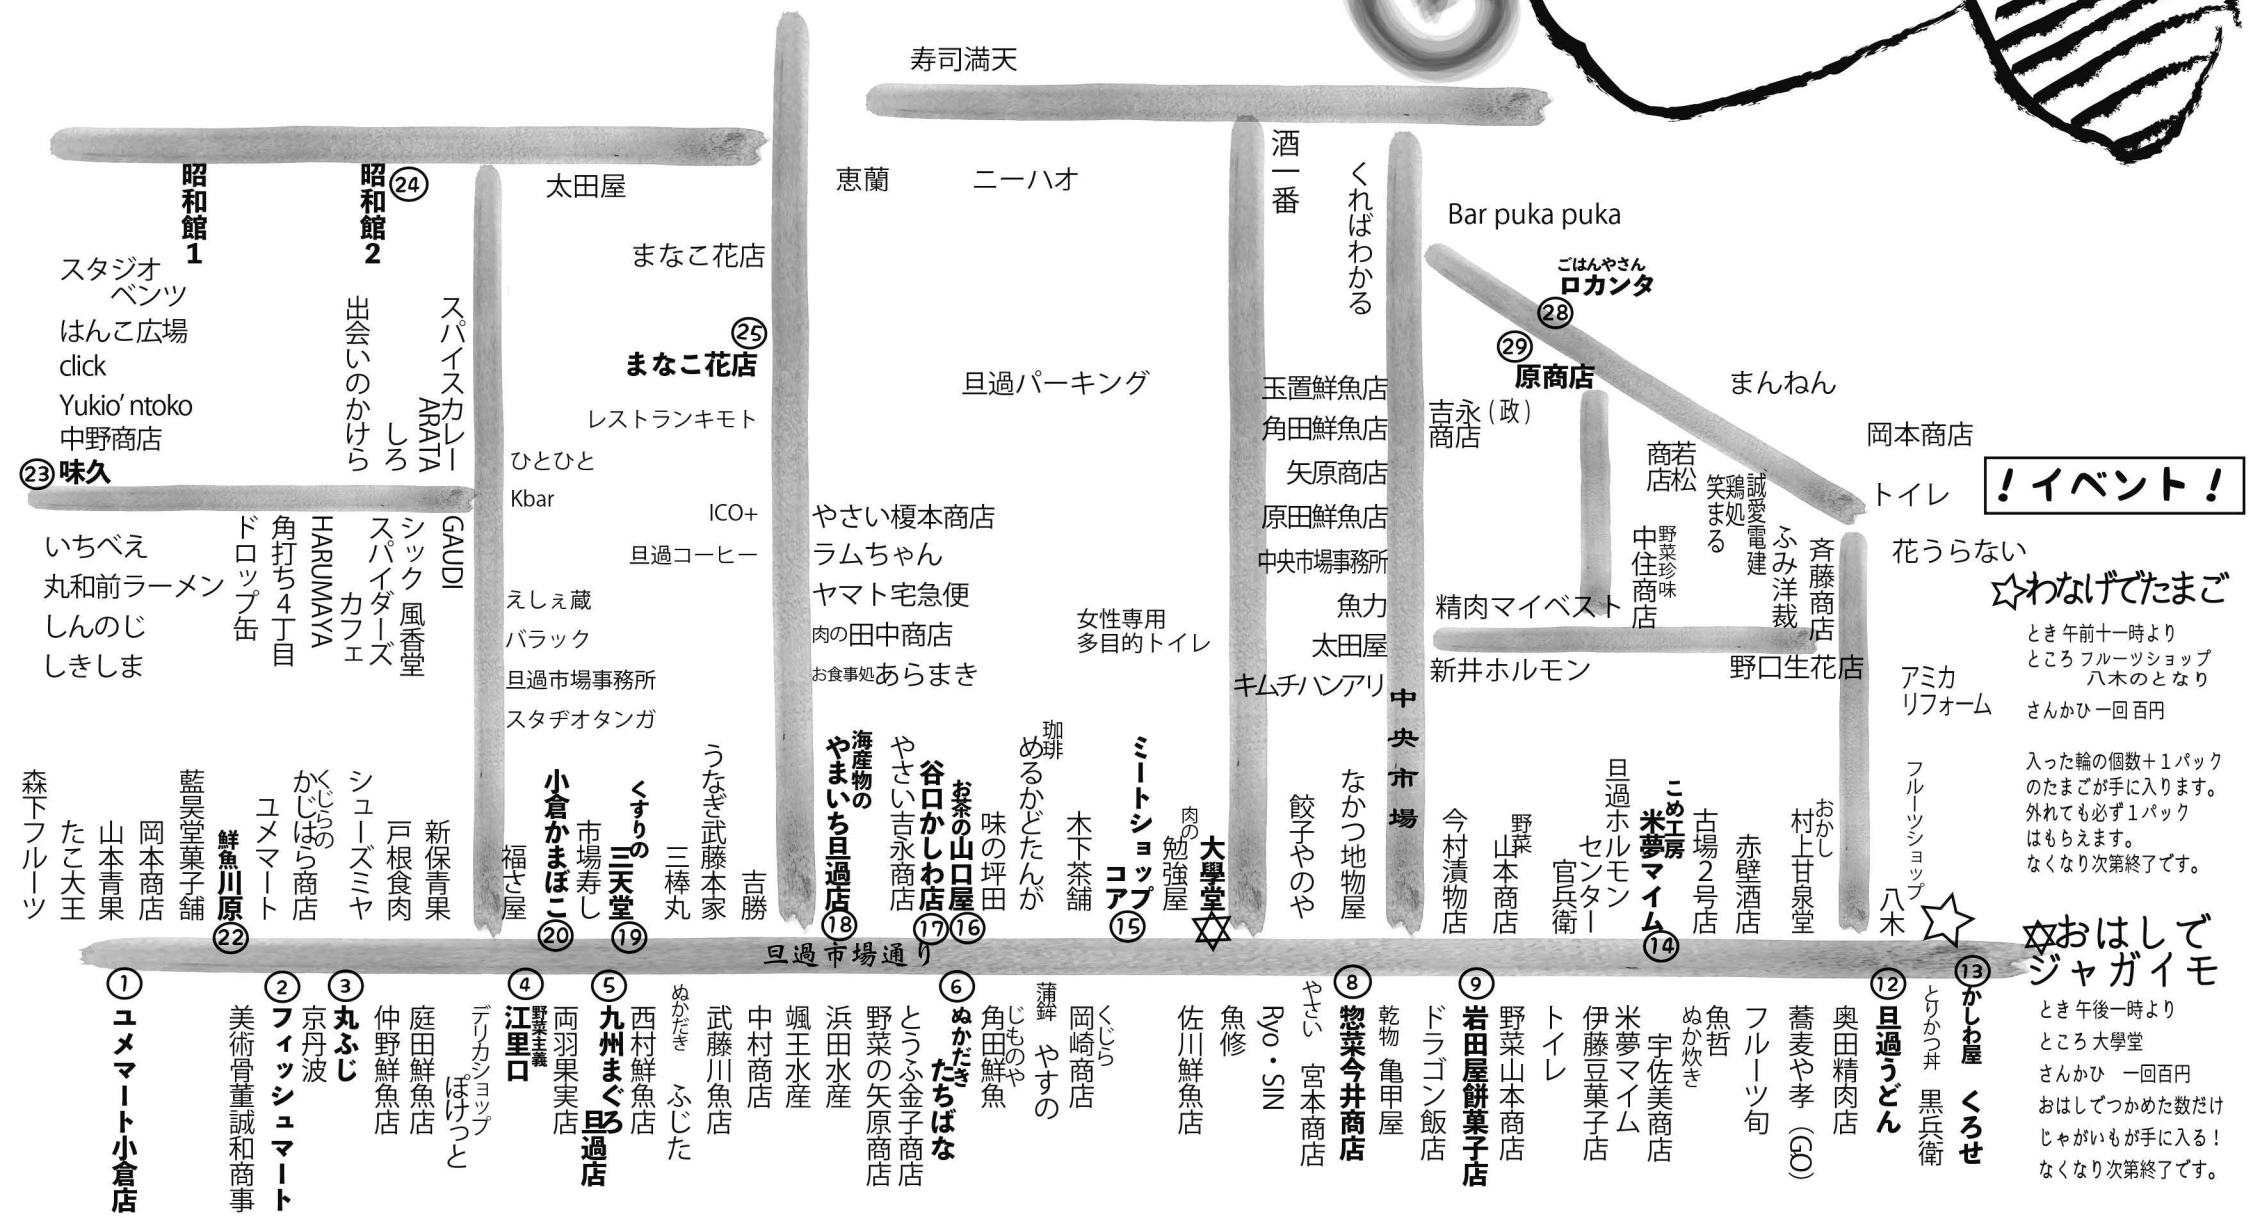 寿司満天
昭和館1
昭和館2
㉔
太田屋
恵蘭
ニーハオ
酒一番
くればわかる
Bar puka puka
ごはんやさん
ロカンタ
㉘
㉙
原商店
まんねん
岡本商店
トイレ
花うらない
スタジオ
ベンツ
はんこ広場
click
Yukio’ ntoko
中野商店
㉓味久
出会いのかけら
しろ
スパイスカレー
ARATA
まなこ花店
㉕
まなこ花店
レストランキモト
ひとひと
Kbar
ICO+
旦過コーヒー
えしぇ蔵
バラック
旦過市場事務所
スタヂオタンガ
いちべえ
丸和前ラーメン
しんのじ
しきしま
ドロップ缶
角打ち4丁目
HARUMAYA
スパイダーズ
カフェ
シック 風香堂
GAUDI
旦過パーキング
やさい榎本商店
ラムちゃん
ヤマト宅急便
肉の田中商店
お食事処あらまき
女性専用
多目的トイレ
玉置鮮魚店
角田鮮魚店
矢原商店
原田鮮魚店
中央市場事務所
魚力
太田屋
キムチハンアリ
中央市場
吉永(政)
商店
精肉マイベスト
新井ホルモン
若松
商店
野菜珍味
中住商店
鶏処
笑まる
誠愛電建
ふみ洋裁
斉藤商店
野口生花店
アミカ
リフォーム
森下フルーツ
たこ大王
山本青果
岡本商店
藍昊堂菓子舗
鮮魚川原
㉒
ユメマート
くじらの
かじはら商店
シューズミヤ
戸根食肉
新保青果
福さ屋
小倉かまぼこ
⑳
市場寿し
くすりの
三天堂
⑲
三棒丸
うなぎ武藤本家
吉勝
海産物の
やまいち旦過店
⑱
やさい吉永商店
谷口かしわ店
⑰
お茶の山口屋
⑯
味の坪田
珈琲
めるかどたんが
木下茶舗
ミートショップ
コア
⑮
肉の
勉強屋
大學堂
餃子やのや
なかつ地物屋
今村漬物店
野菜
山本商店
官兵衛
旦過ホルモン
センター
こめ工房
米夢マイム
⑭
古場2号店
赤壁酒店
おかし
村上甘泉堂
フルーツショップ
八木
旦過市場通り
①
ユメマート小倉店
美術骨董誠和商事
②
フィッシュマート
京丹波
③
丸ふじ
仲野鮮魚店
庭田鮮魚店
デリカショップ
ぽけっと
④
野菜主義
江里口
両羽果実店
⑤
九州まぐろ
旦過店
西村鮮魚店
ぬかだき
ふじた
武藤川魚店
中村商店
颯王水産
浜田水産
野菜の矢原商店
とうふ金子商店
⑥
ぬかだき
たちばな
じものや
角田鮮魚
蒲鉾 やすの
くじら
岡崎商店
佐川鮮魚店
魚修
Ryo・SIN
やさい 宮本商店
⑧
惣菜今井商店
乾物 亀甲屋
ドラゴン飯店
⑨
岩田屋餅菓子店
野菜山本商店
トイレ
伊藤豆菓子店
米夢マイム
宇佐美商店
魚哲
ぬか炊き
フルーツ旬
蕎麦や孝(GO)
奥田精肉店
⑫
旦過うどん
とりかつ丼 黒兵衛
⑬
かしわ屋 くろせ
!イベント!
☆わなげでたまご
とき 午前十一時より
ところ フルーツショップ
八木のとなり
さんかひ 一回 百円
入った輪の個数+1パック
のたまごが手に入ります。
外れても必ず1パック
はもらえます。
なくなり次第終了です。
✡おはしで
ジャガイモ
とき 午後一時より
ところ 大學堂
さんかひ 一回百円
おはしでつかめた数だけ
じゃがいもが手に入る!
なくなり次第終了です。